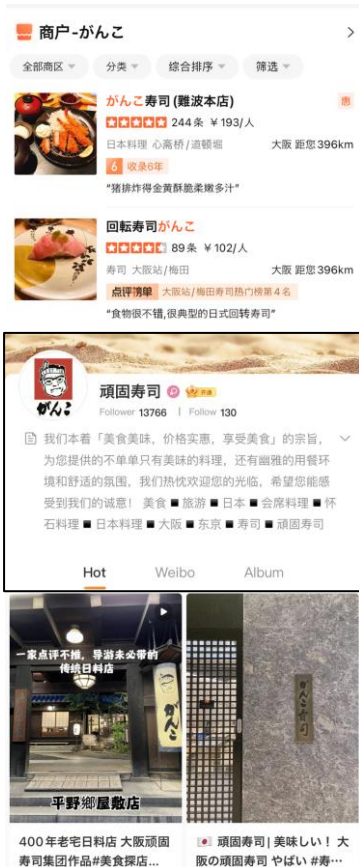 商户-がんこ
全部商区
分类
综合排序
筛选
がんこ寿司(難波本店)
惠
244条 ￥193/人
日本料理 心斋桥/道顿堀
大阪 距您396km
6 收录6年
“猪排炸得金黄酥脆柔嫩多汁”
回転寿司がんこ
89条 ￥102/人
寿司 大阪站/梅田
大阪 距您396km
点评榜单 大阪站/梅田寿司热门榜第4名
“食物很不错,很典型的日式回转寿司”
がんこ
頑固寿司
Follower 13766 | Follow 130
我们本着「美食美味，价格实惠，享受美食」的宗旨，
为您提供的不单单只有美味的料理，还有幽雅的用餐环
境和舒适的氛围，我们热忱欢迎您的光临，希望您能感
受到我们的诚意！ 美食 ■ 旅游 ■ 日本 ■ 会席料理 ■ 怀
石料理 ■ 日本料理 ■ 大阪 ■ 东京 ■ 寿司 ■ 頑固寿司
Hot
Weibo
Album
一家点评不推，导游未必带的
传统日料店
がんこ
平野郷屋敷店
がんこ寿司
400年老宅日料店 大阪顽固
寿司集团作品#美食探店...
🇯🇵 頑固寿司| 美味しい！大
阪の頑固寿司 やばい #寿…